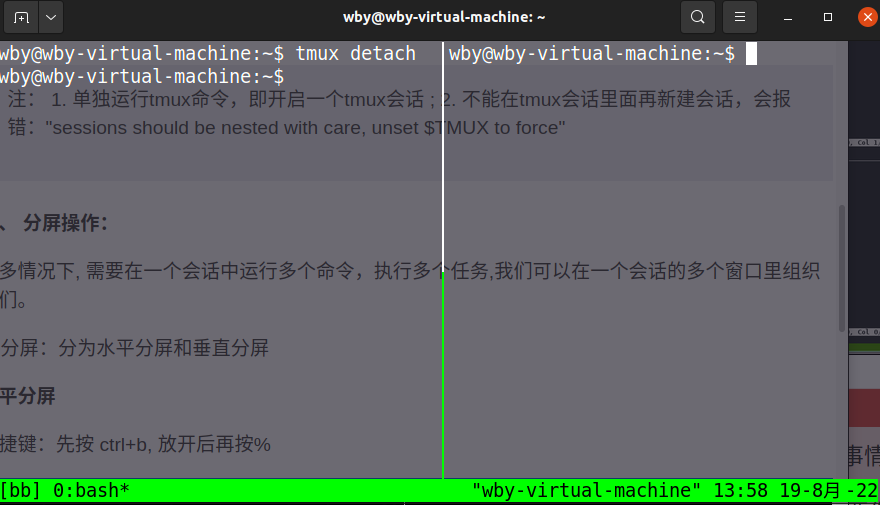 wby@wby-virtual-machine: ~
wby@wby-virtual-machine:~$ tmux detach
wby@wby-virtual-machine:~$
wby@wby-virtual-machine:~$
注： 1. 单独运行tmux命令，即开启一个tmux会话 ; 2. 不能在tmux会话里面再新建会话，会报
错："sessions should be nested with care, unset $TMUX to force"
、 分屏操作：
多情况下, 需要在一个会话中运行多个命令，执行多个任务,我们可以在一个会话的多个窗口里组织
们。
分屏：分为水平分屏和垂直分屏
平分屏
捷键：先按 ctrl+b, 放开后再按%
事情
[bb] 0:bash*
"wby-virtual-machine" 13:58 19-8月 -22